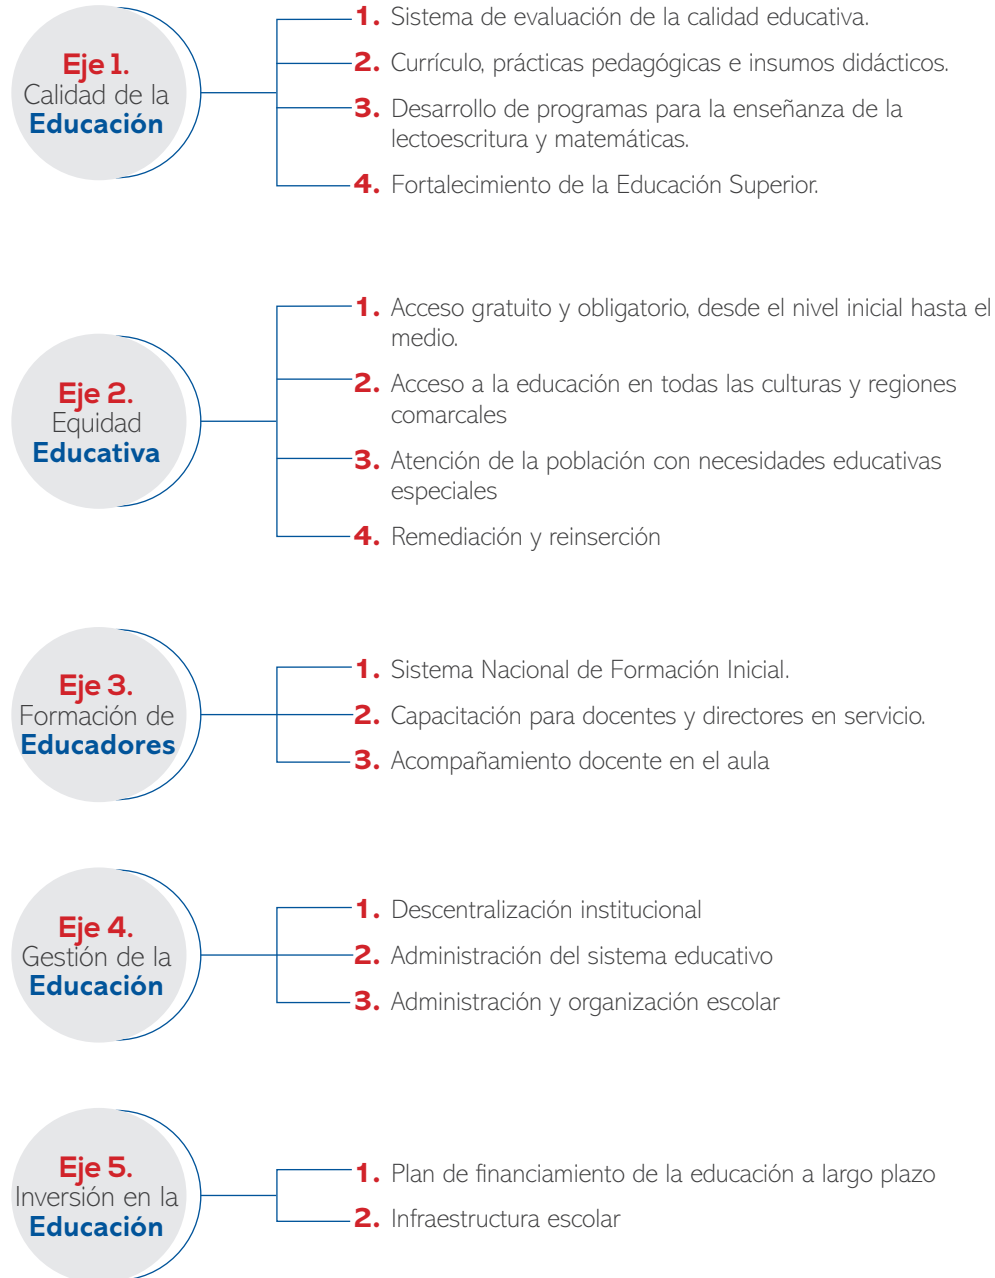 Eje 1.
Calidad de la
Educación
1. Sistema de evaluación de la calidad educativa.
2. Currículo, prácticas pedagógicas e insumos didácticos.
3. Desarrollo de programas para la enseñanza de la
lectoescritura y matemáticas.
4. Fortalecimiento de la Educación Superior.
Eje 2.
Equidad
Educativa
1. Acceso gratuito y obligatorio, desde el nivel inicial hasta el
medio.
2. Acceso a la educación en todas las culturas y regiones
comarcales
3. Atención de la población con necesidades educativas
especiales
4. Remediación y reinserción
Eje 3.
Formación de
Educadores
1. Sistema Nacional de Formación Inicial.
2. Capacitación para docentes y directores en servicio.
3. Acompañamiento docente en el aula
Eje 4.
Gestión de la
Educación
1. Descentralización institucional
2. Administración del sistema educativo
3. Administración y organización escolar
Eje 5.
Inversión en la
Educación
1. Plan de financiamiento de la educación a largo plazo
2. Infraestructura escolar